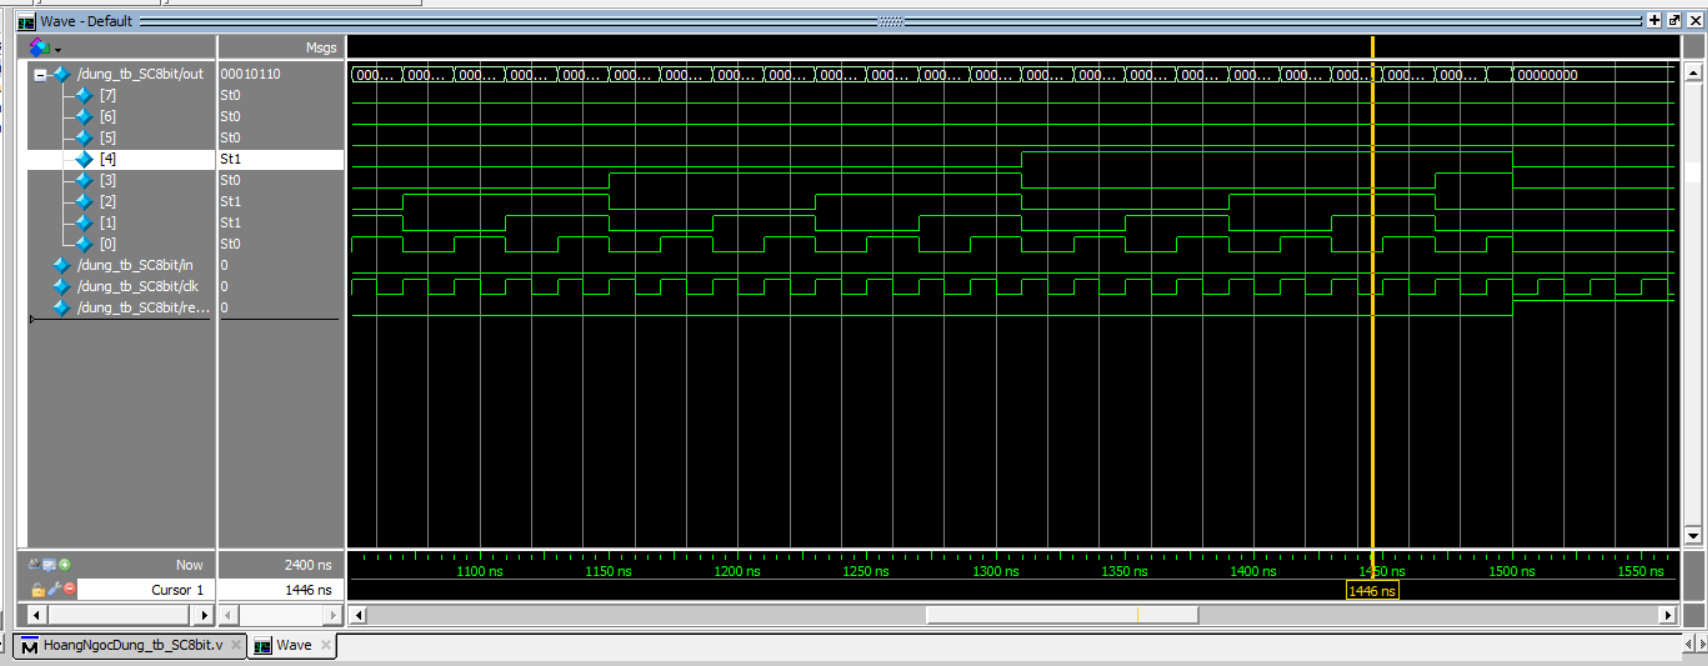 Wave - Default
Msgs
/dung_tb_SC8bit/out 00010110 000... 000... 000... 000... 000... 000... 000... 000... 000... 000... 000... 000... 000... 000... 000... 000... 000... 000... 000... 000... 000... 00000000
[7] St0
[6] St0
[5] St0
[4] St1
[3] St0
[2] St1
[1] St1
[0] St0
/dung_tb_SC8bit/in 0
/dung_tb_SC8bit/clk 0
/dung_tb_SC8bit/re... 0
Now 2400 ns 1100 ns 1150 ns 1200 ns 1250 ns 1300 ns 1350 ns 1400 ns 1450 ns 1500 ns 1550 ns
Cursor 1 1446 ns 1446 ns
HoangNgocDung_tb_SC8bit.v Wave